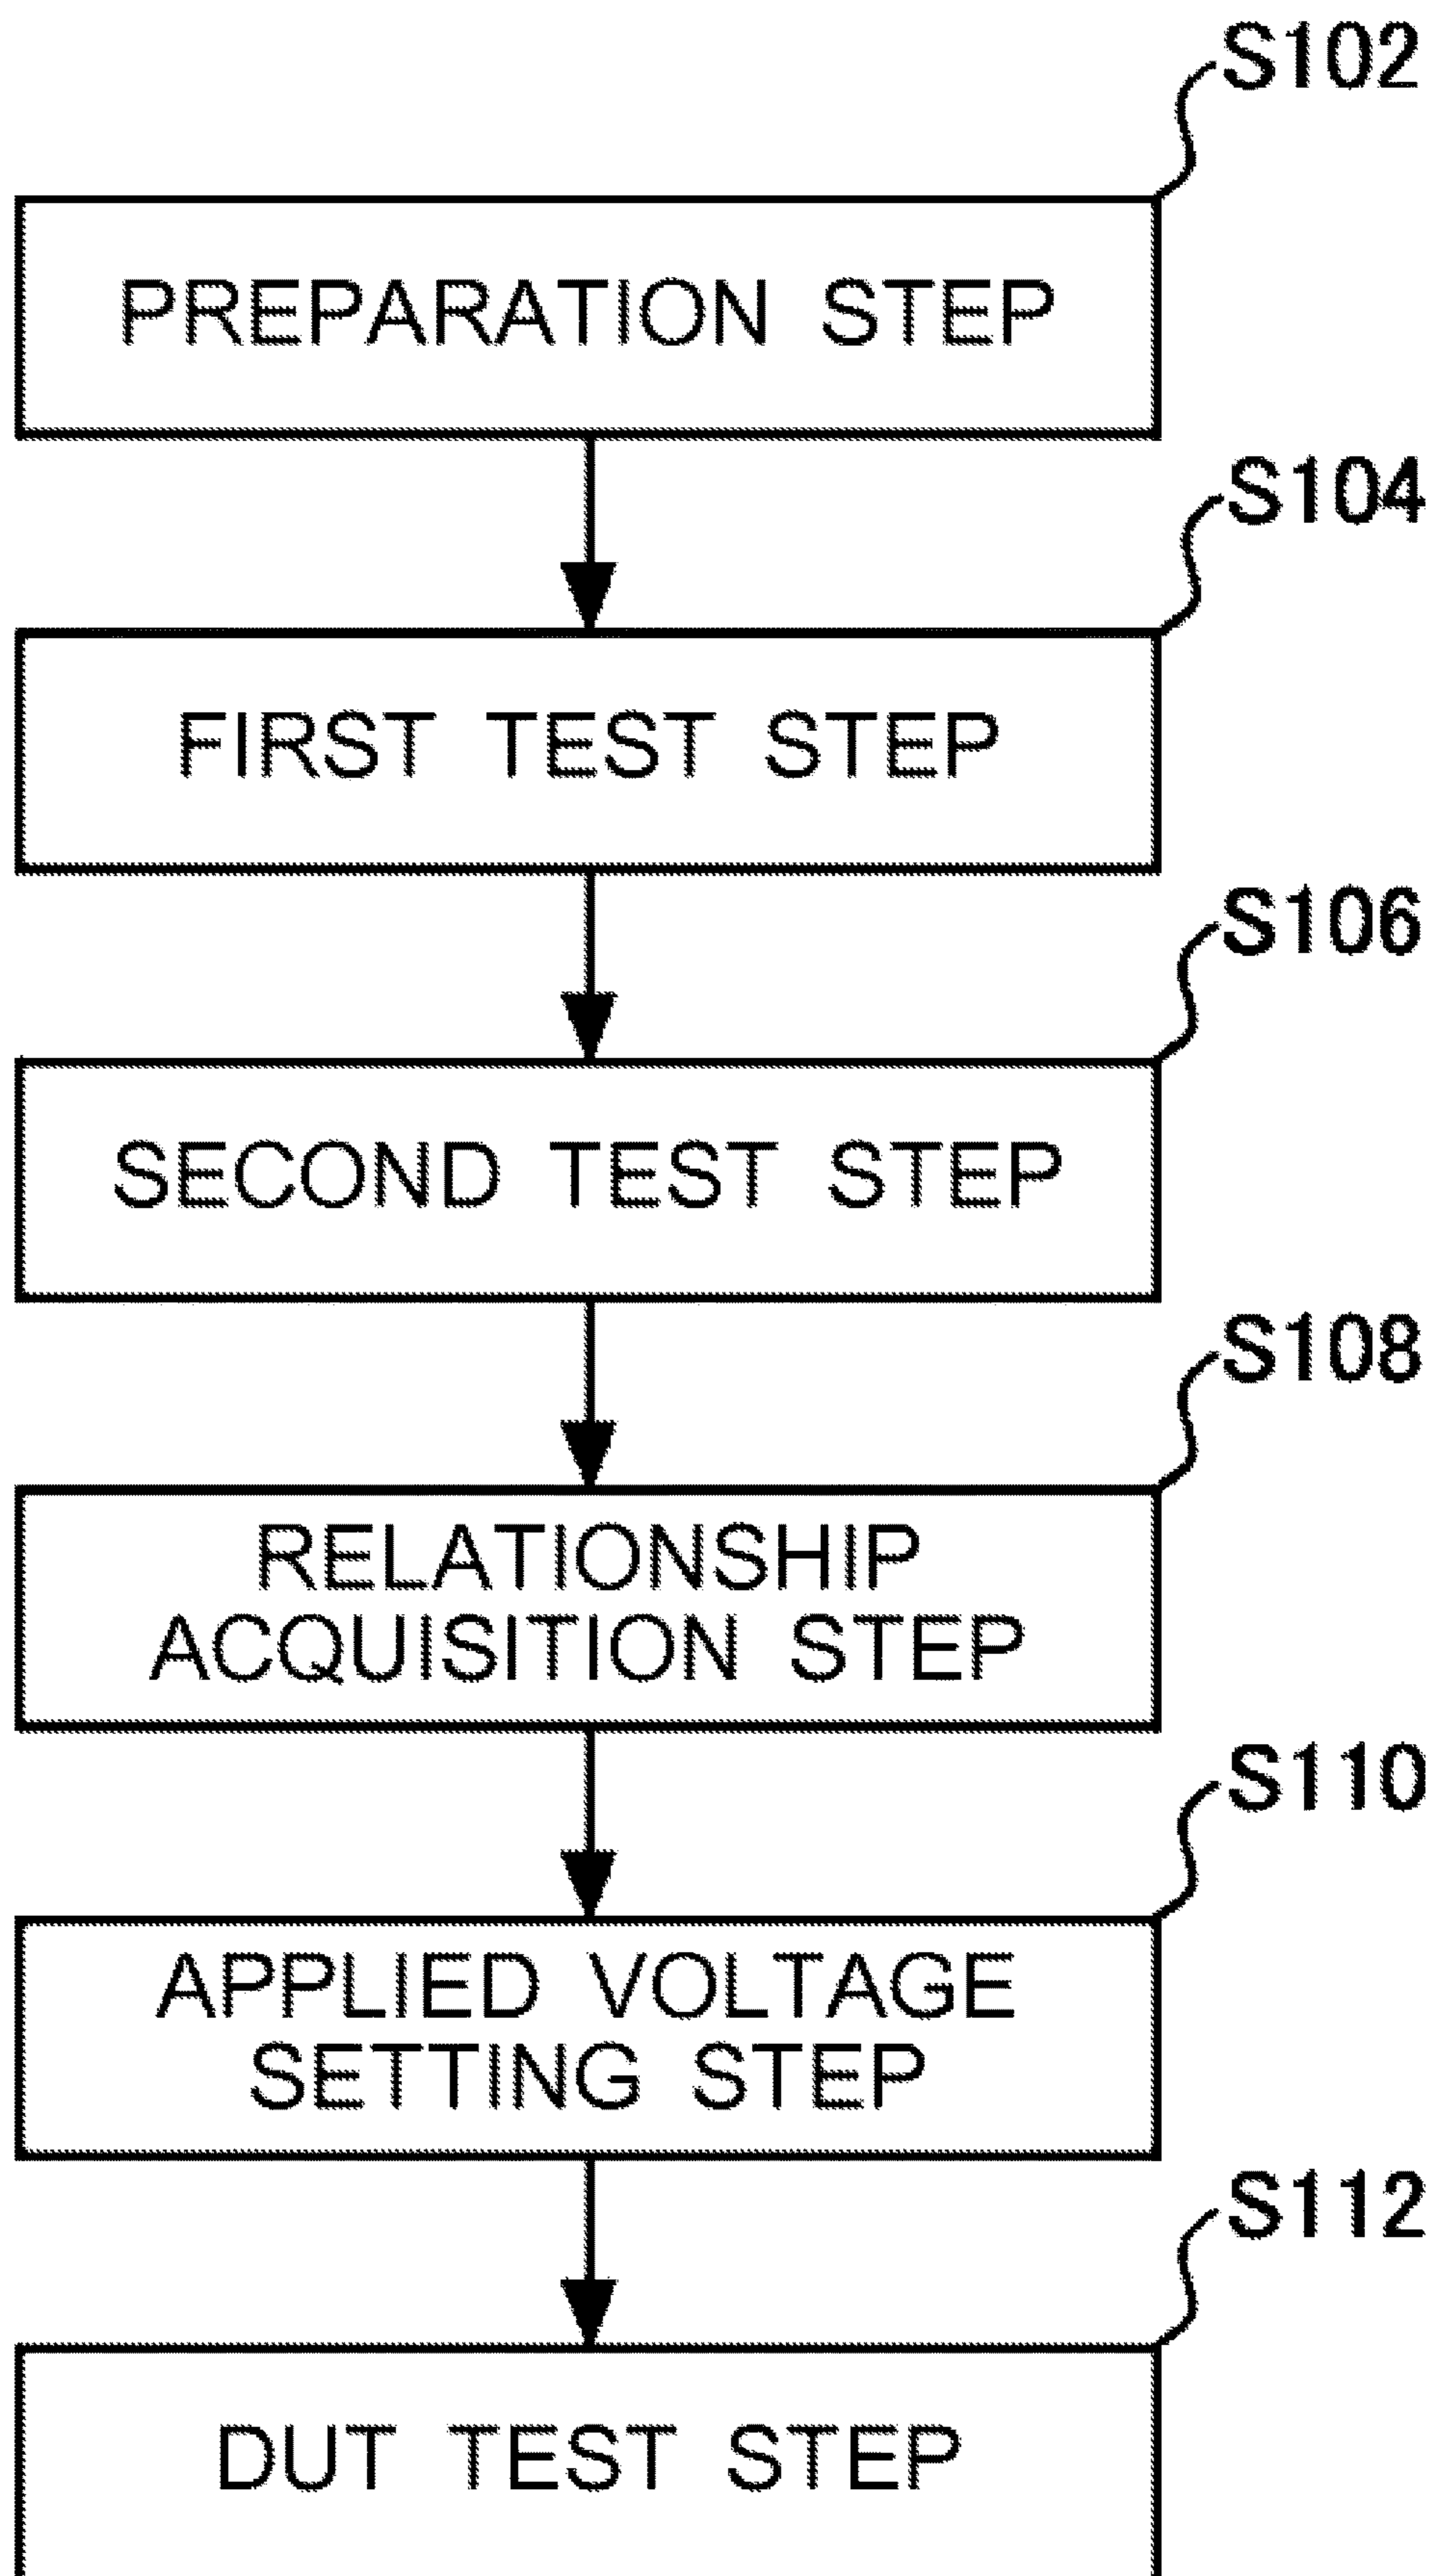 S102
PREPARATION STEP
S104
FIRST TEST STEP
S106
SECOND TEST STEP
S108
RELATIONSHIP
ACQUISITION STEP
S110
APPLIED VOLTAGE
SETTING STEP
S112
DUT TEST STEP